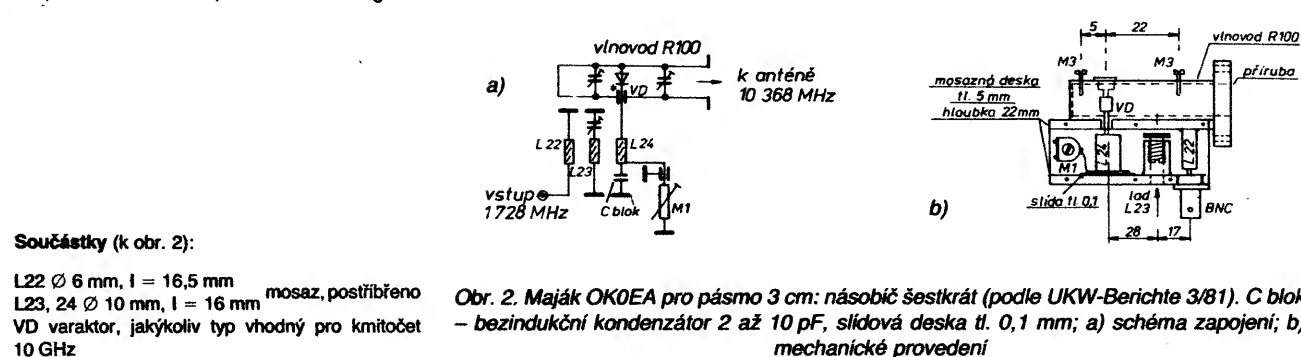 vlnovod R100
a)
k anténě
10 368 MHz
VD
L22
L23
L24
vstup
1728 MHz
C blok
M1
5
22
vlnovod R100
M3
M3
příruba
mosazná deska
tl. 5 mm
hloubka 22mm
VD
L24
L22
M1
slída tl. 0,1
lad
L23
BNC
b)
28
17
Součástky (k obr. 2):
L22 ∅ 6 mm, l = 16,5 mm
L23, 24 ∅ 10 mm, l = 16 mm mosaz, postříbřeno
VD varaktor, jakýkoliv typ vhodný pro kmitočet
10 GHz
Obr. 2. Maják OK0EA pro pásmo 3 cm: násobič šestkrát (podle UKW-Berichte 3/81). C blok
– bezindukční kondenzátor 2 až 10 pF, slídová deska tl. 0,1 mm; a) schéma zapojení; b)
mechanické provedení